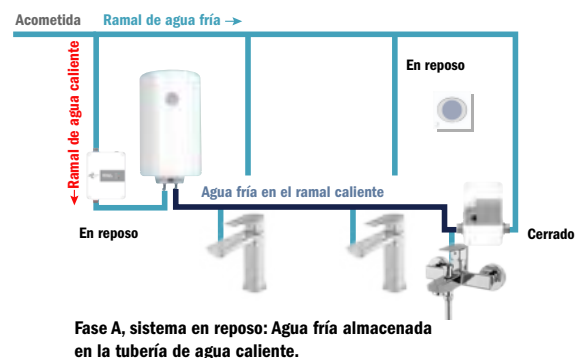 Acometida
Ramal de agua fría →
← Ramal de agua caliente
En reposo
Agua fría en el ramal caliente
En reposo
Cerrado
Fase A, sistema en reposo: Agua fría almacenada
en la tubería de agua caliente.